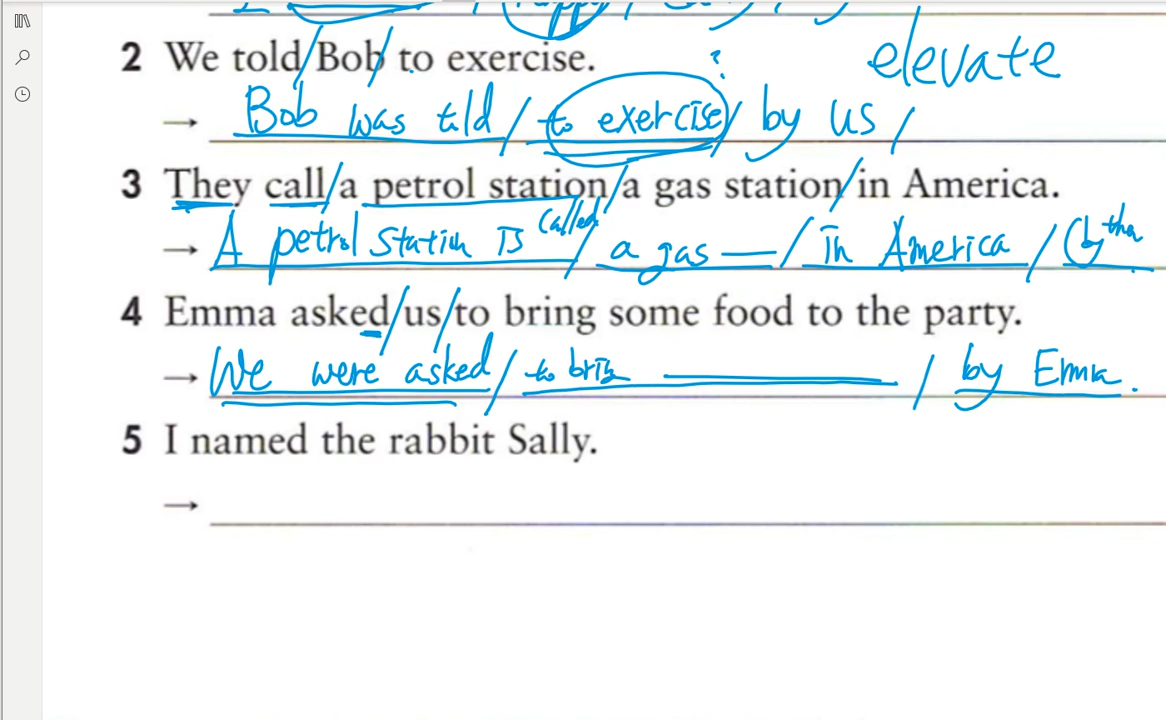 2 We told/Bob/to exercise.
elevate
?
→ Bob was told/to exercise/by us/
3 They call/a petrol station/a gas station/in America.
called
→ A petrol station is / a gas — / in America / (by
4 Emma asked/us/to bring some food to the party.
→ We were asked / to / by Emma.
5 I named the rabbit Sally.
→